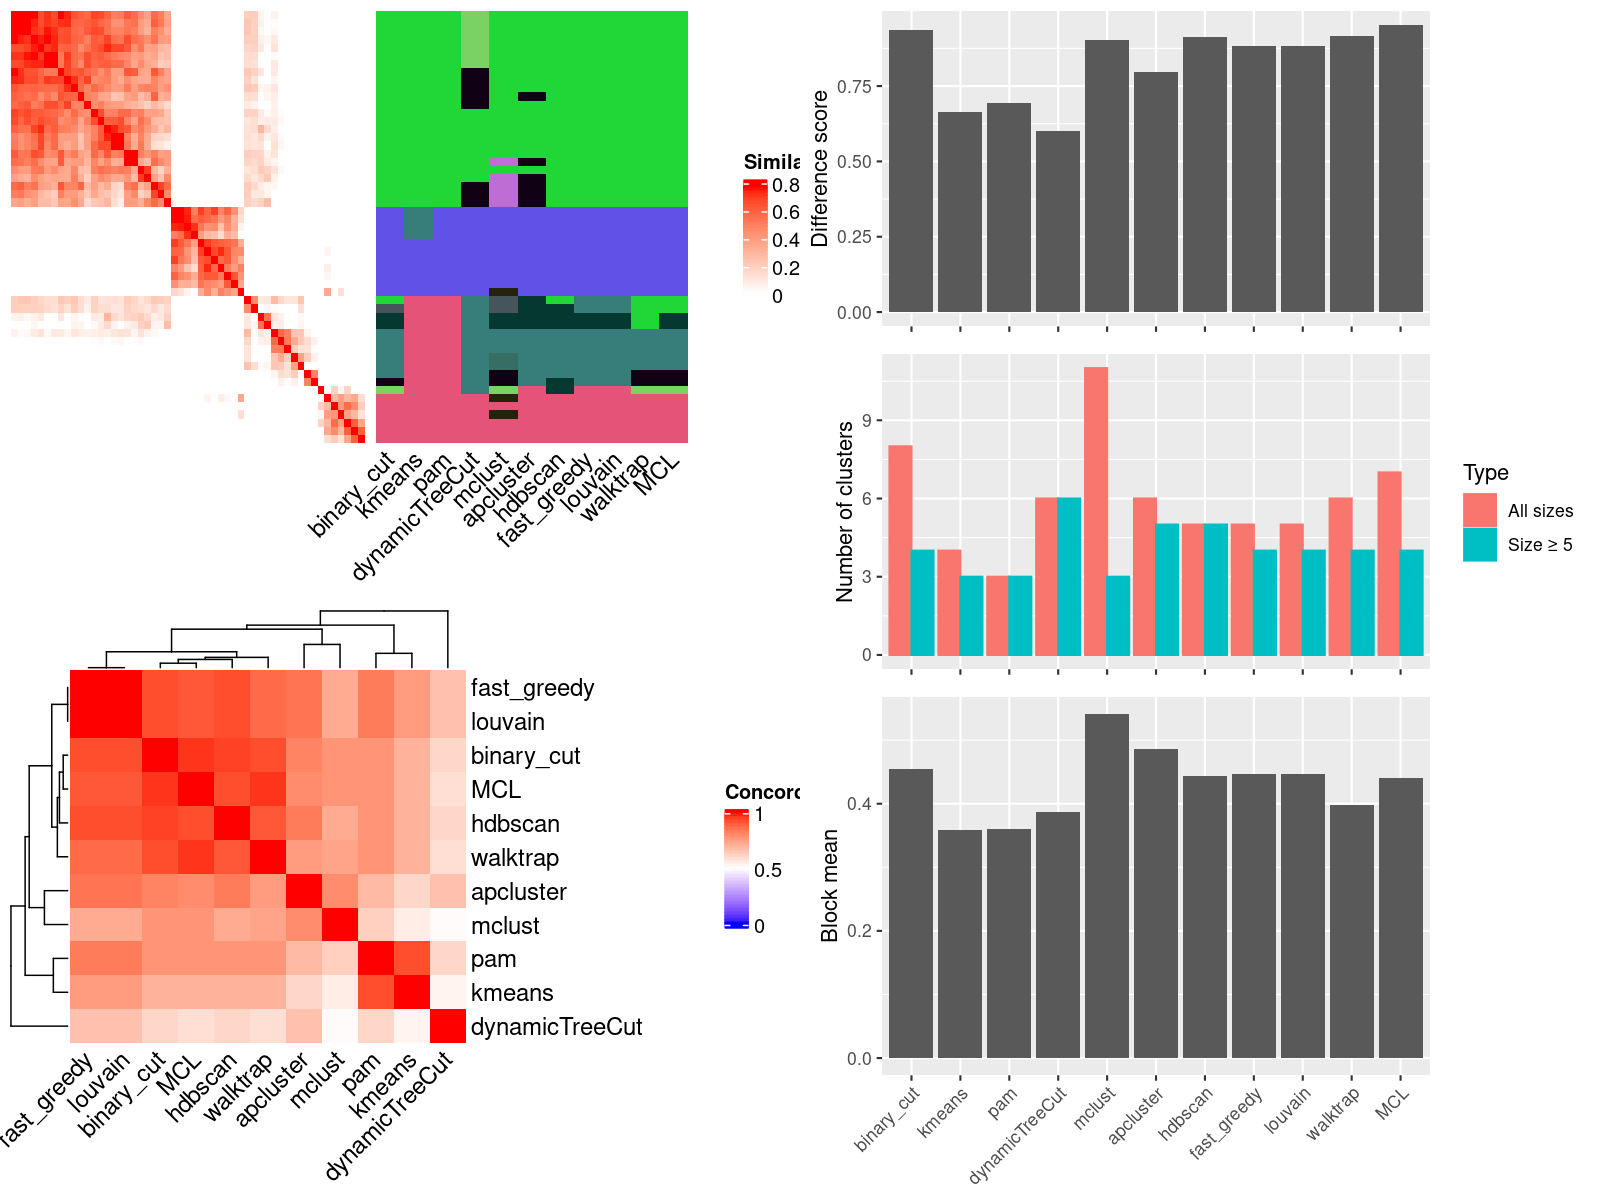 Simila
0.8
0.6
0.4
0.2
0
binary_cut
kmeans
pam
dynamicTreeCut
mclust
apcluster
hdbscan
fast_greedy
louvain
walktrap
MCL
fast_greedy
louvain
binary_cut
MCL
hdbscan
walktrap
apcluster
mclust
pam
kmeans
dynamicTreeCut
fast_greedy
louvain
binary_cut
MCL
hdbscan
walktrap
apcluster
mclust
pam
kmeans
dynamicTreeCut
Concord
1
0.5
0
Difference score
0.75
0.50
0.25
0.00
Number of clusters
9
6
3
0
Type
All sizes
Size ≥ 5
Block mean
0.4
0.2
0.0
binary_cut
kmeans
pam
dynamicTreeCut
mclust
apcluster
hdbscan
fast_greedy
louvain
walktrap
MCL